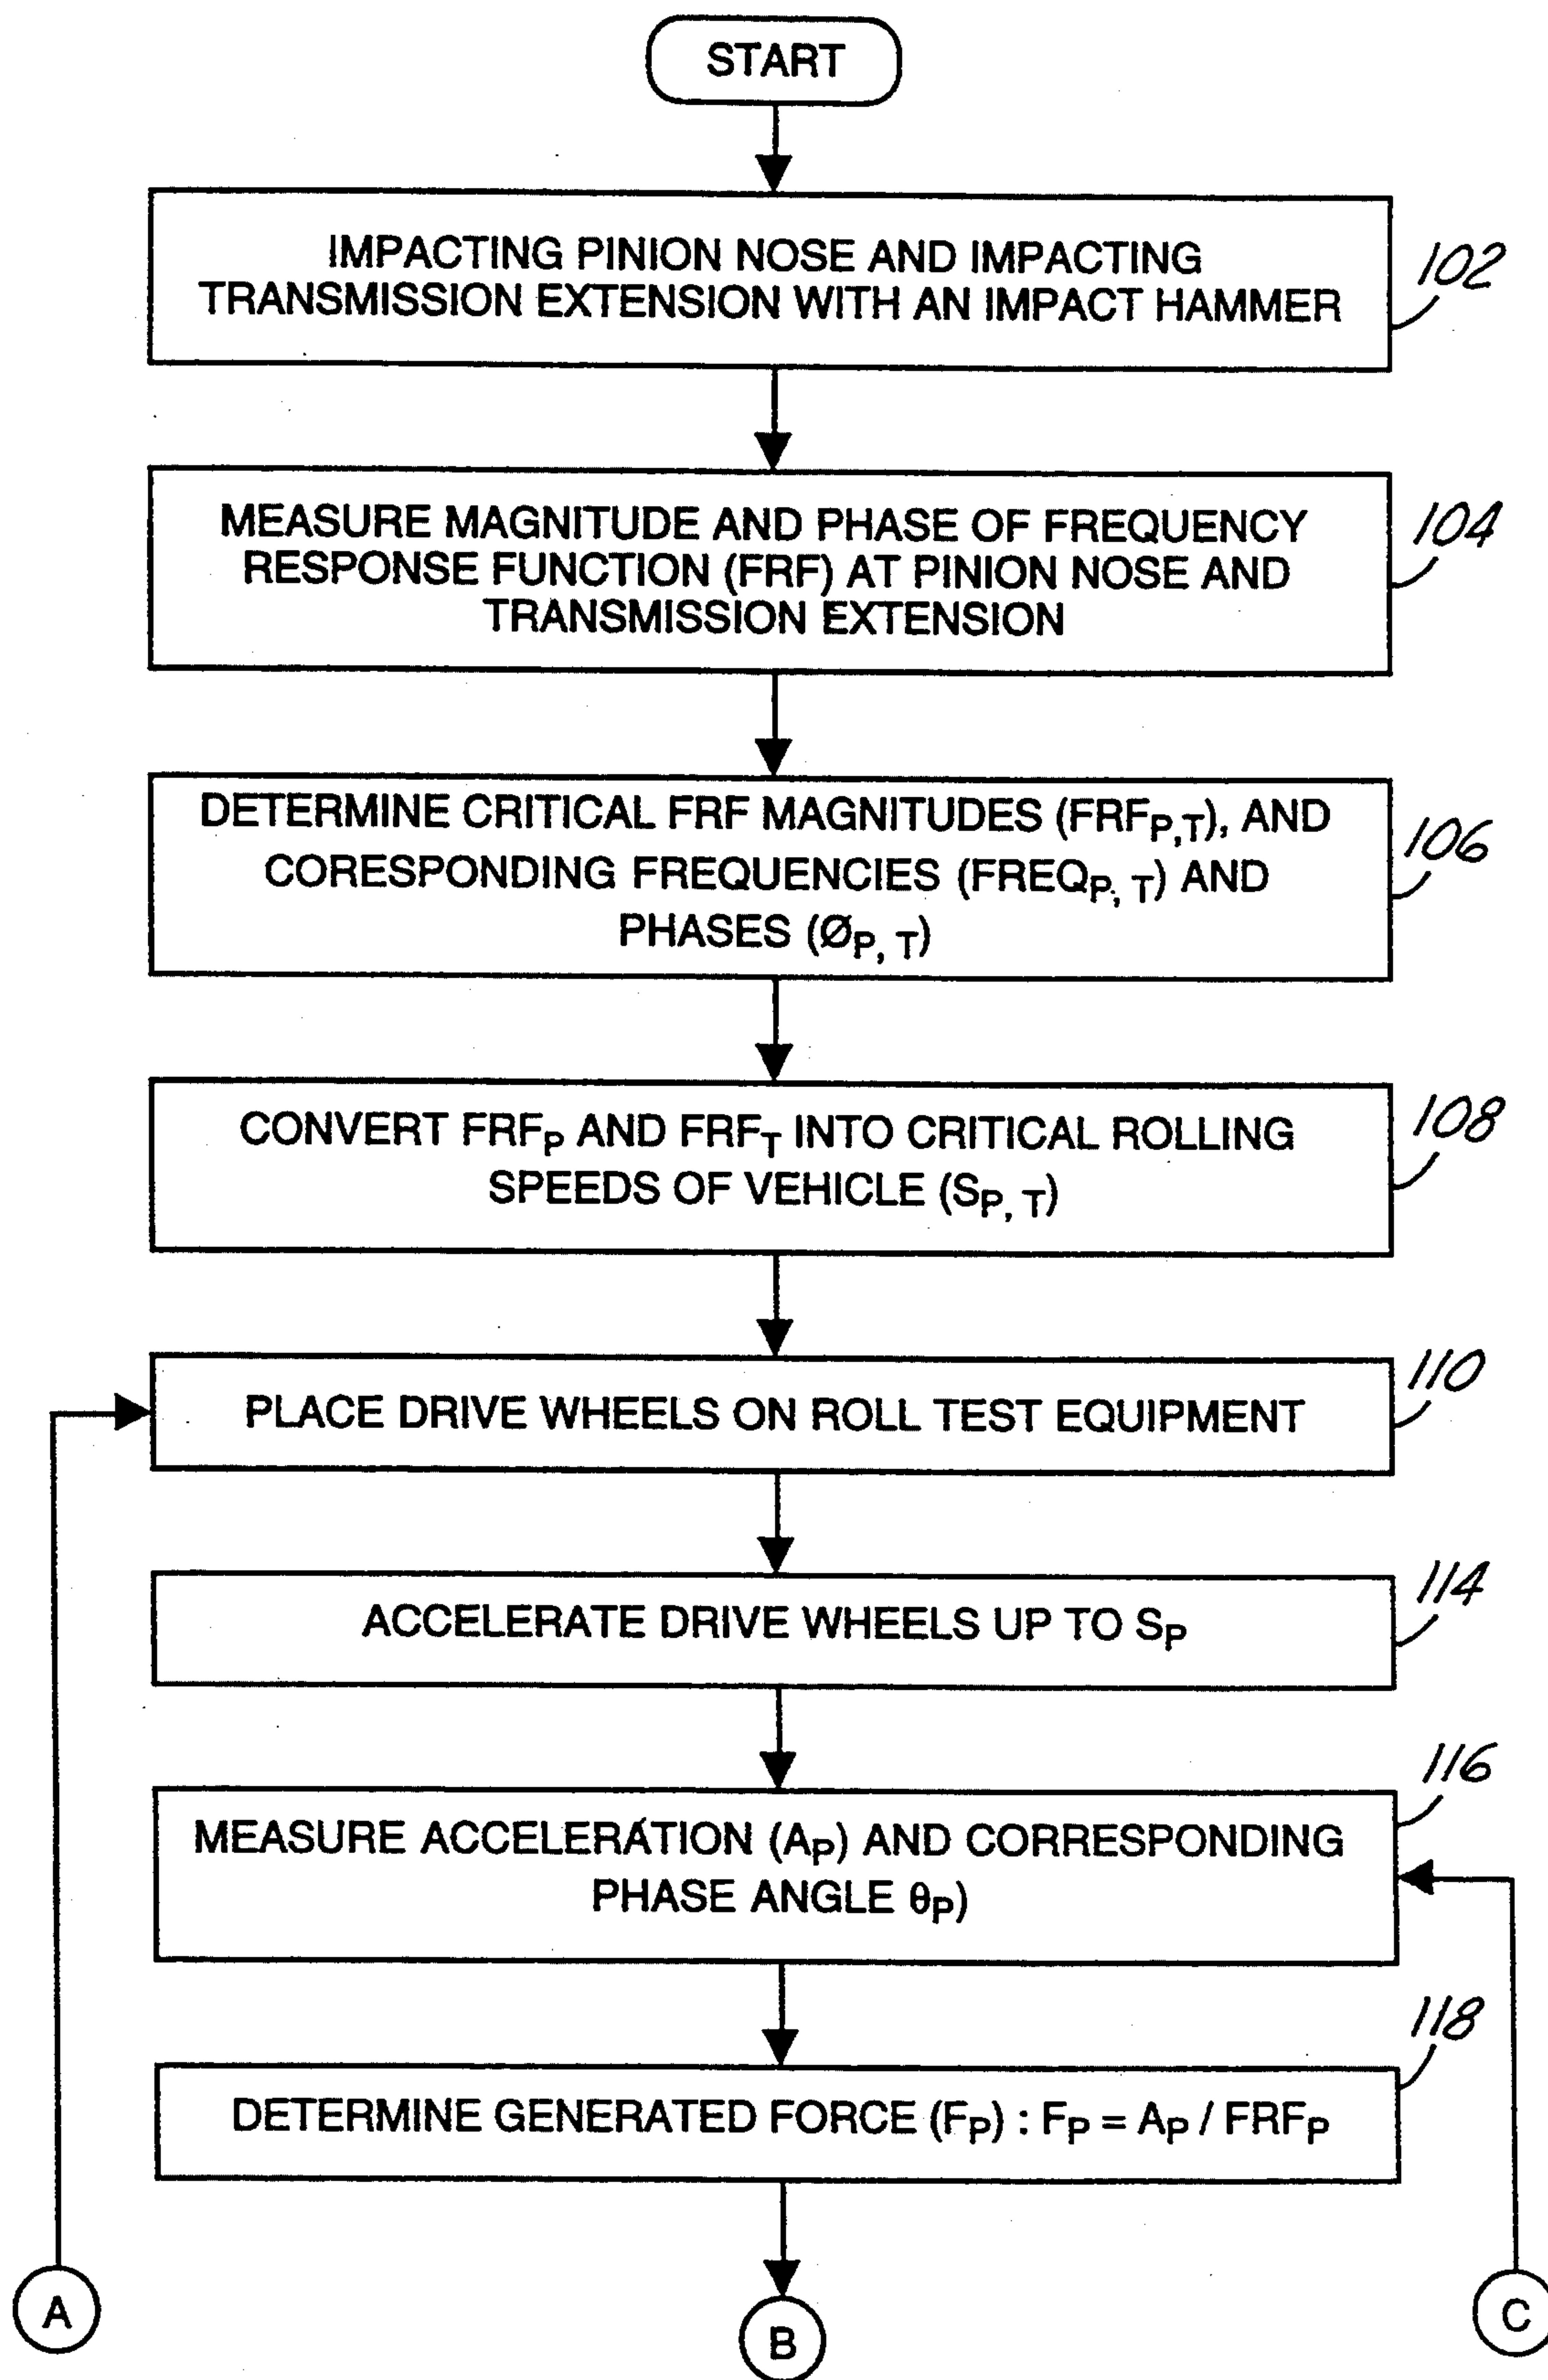 START
IMPACTING PINION NOSE AND IMPACTING
TRANSMISSION EXTENSION WITH AN IMPACT HAMMER
102
MEASURE MAGNITUDE AND PHASE OF FREQUENCY
RESPONSE FUNCTION (FRF) AT PINION NOSE AND
TRANSMISSION EXTENSION
104
DETERMINE CRITICAL FRF MAGNITUDES (FRFP,T), AND
CORESPONDING FREQUENCIES (FREQP, T) AND
PHASES (ØP, T)
106
CONVERT FRFP AND FRFT INTO CRITICAL ROLLING
SPEEDS OF VEHICLE (SP, T)
108
PLACE DRIVE WHEELS ON ROLL TEST EQUIPMENT
110
ACCELERATE DRIVE WHEELS UP TO SP
114
MEASURE ACCELERATION (AP) AND CORRESPONDING
PHASE ANGLE θP)
116
DETERMINE GENERATED FORCE (FP) : FP = AP / FRFP
118
A
B
C